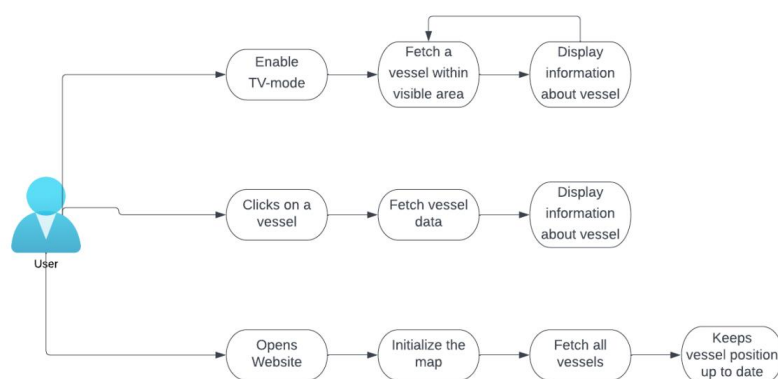 Enable
TV-mode
Fetch a
vessel within
visible area
Display
information
about vessel
Clicks on a
vessel
Fetch vessel
data
Display
information
about vessel
User
Opens
Website
Initialize the
map
Fetch all
vessels
Keeps
vessel position
up to date